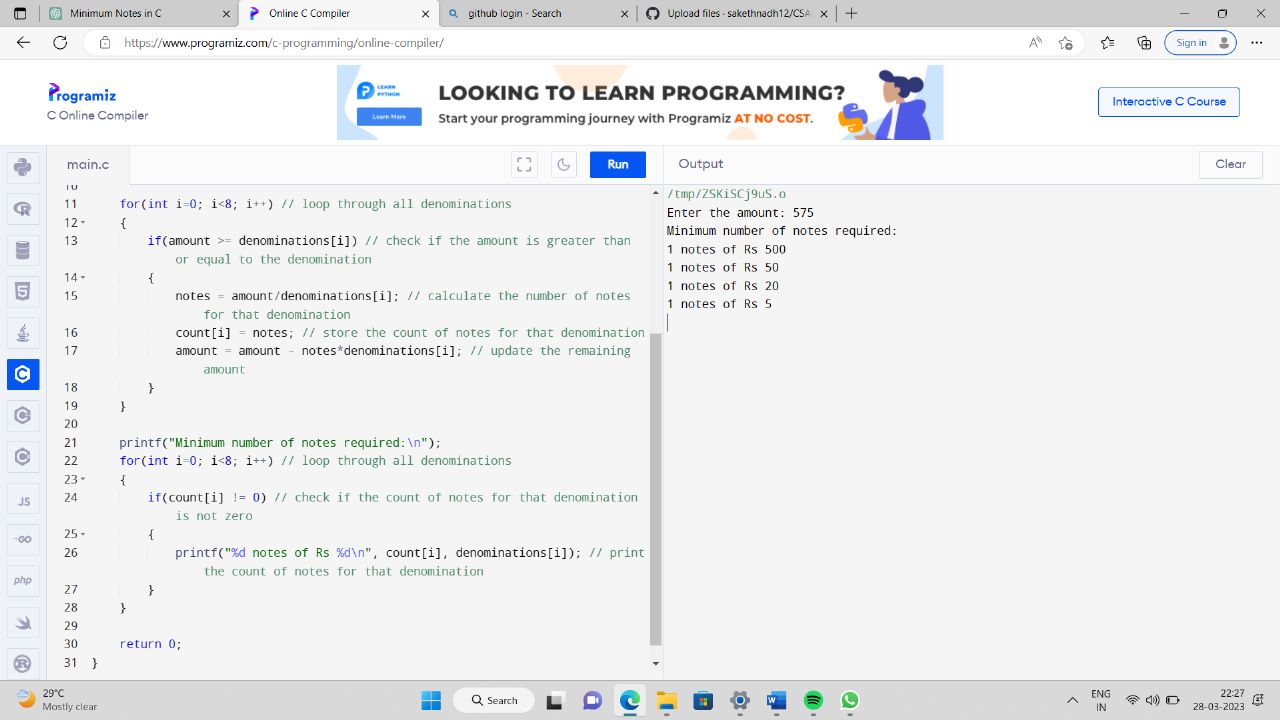 Minimum number of notes in C
Online C Compiler - Programiz
github login - Search
Upload files · sakethnadh12/CSA
https://www.programiz.com/c-programming/online-compiler/
Sign in
Programiz
C Online Compiler
LEARN
PYTHON
Learn More
LOOKING TO LEARN PROGRAMMING?
Start your programming journey with Programiz AT NO COST.
Interactive C Course
main.c
Run
Output
Clear
10
11 for(int i=0; i<8; i++) // loop through all denominations
12 {
13 if(amount >= denominations[i]) // check if the amount is greater than
or equal to the denomination
14 {
15 notes = amount/denominations[i]; // calculate the number of notes
for that denomination
16 count[i] = notes; // store the count of notes for that denomination
17 amount = amount - notes*denominations[i]; // update the remaining
amount
18 }
19 }
20
21 printf("Minimum number of notes required:\n");
22 for(int i=0; i<8; i++) // loop through all denominations
23 {
24 if(count[i] != 0) // check if the count of notes for that denomination
is not zero
25 {
26 printf("%d notes of Rs %d\n", count[i], denominations[i]); // print
the count of notes for that denomination
27 }
28 }
29
30 return 0;
31 }
/tmp/ZSKiSCj9uS.o
Enter the amount: 575
Minimum number of notes required:
1 notes of Rs 500
1 notes of Rs 50
1 notes of Rs 20
1 notes of Rs 5
JS
GO
php
29°C
Mostly clear
Search
ENG
IN
22:27
28-03-2023